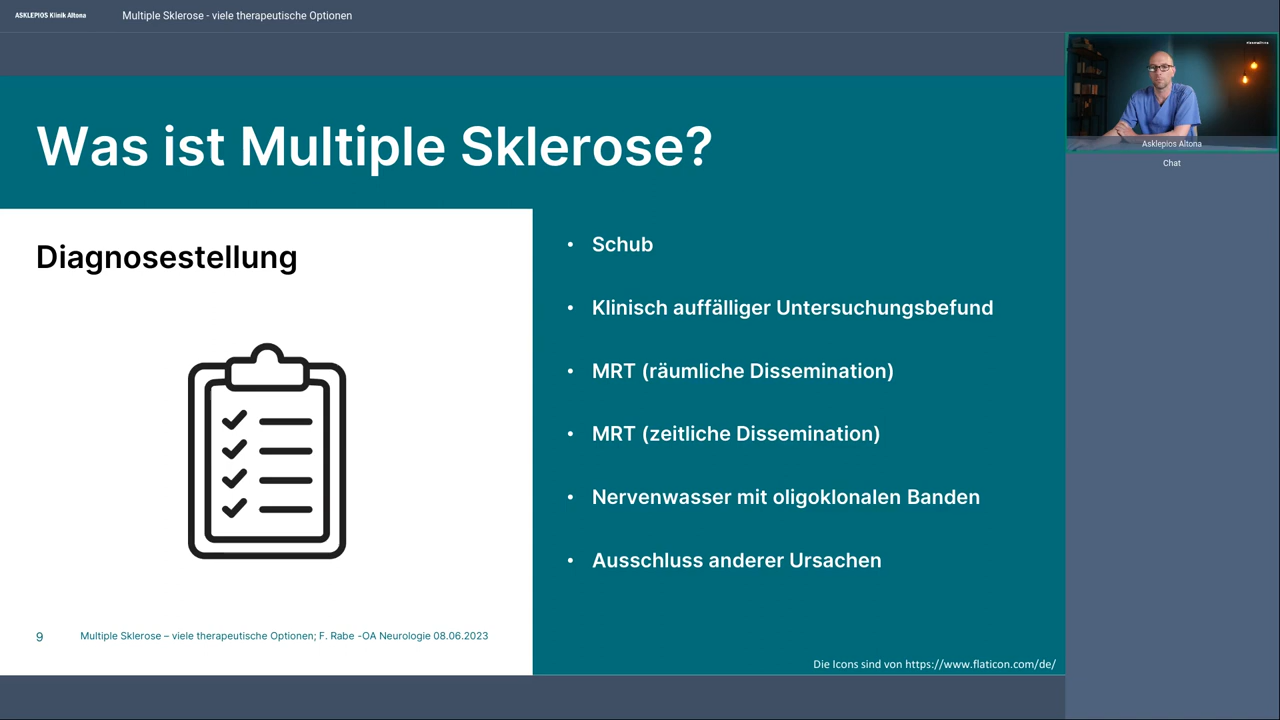 ASKLEPIOS Klinik Altona
Multiple Sklerose - viele therapeutische Optionen
Asklepios Altona
Chat
Was ist Multiple Sklerose?
Diagnosestellung
• Schub
• Klinisch auffälliger Untersuchungsbefund
• MRT (räumliche Dissemination)
• MRT (zeitliche Dissemination)
• Nervenwasser mit oligoklonalen Banden
• Ausschluss anderer Ursachen
9
Multiple Sklerose – viele therapeutische Optionen; F. Rabe -OA Neurologie 08.06.2023
Die Icons sind von https://www.flaticon.com/de/